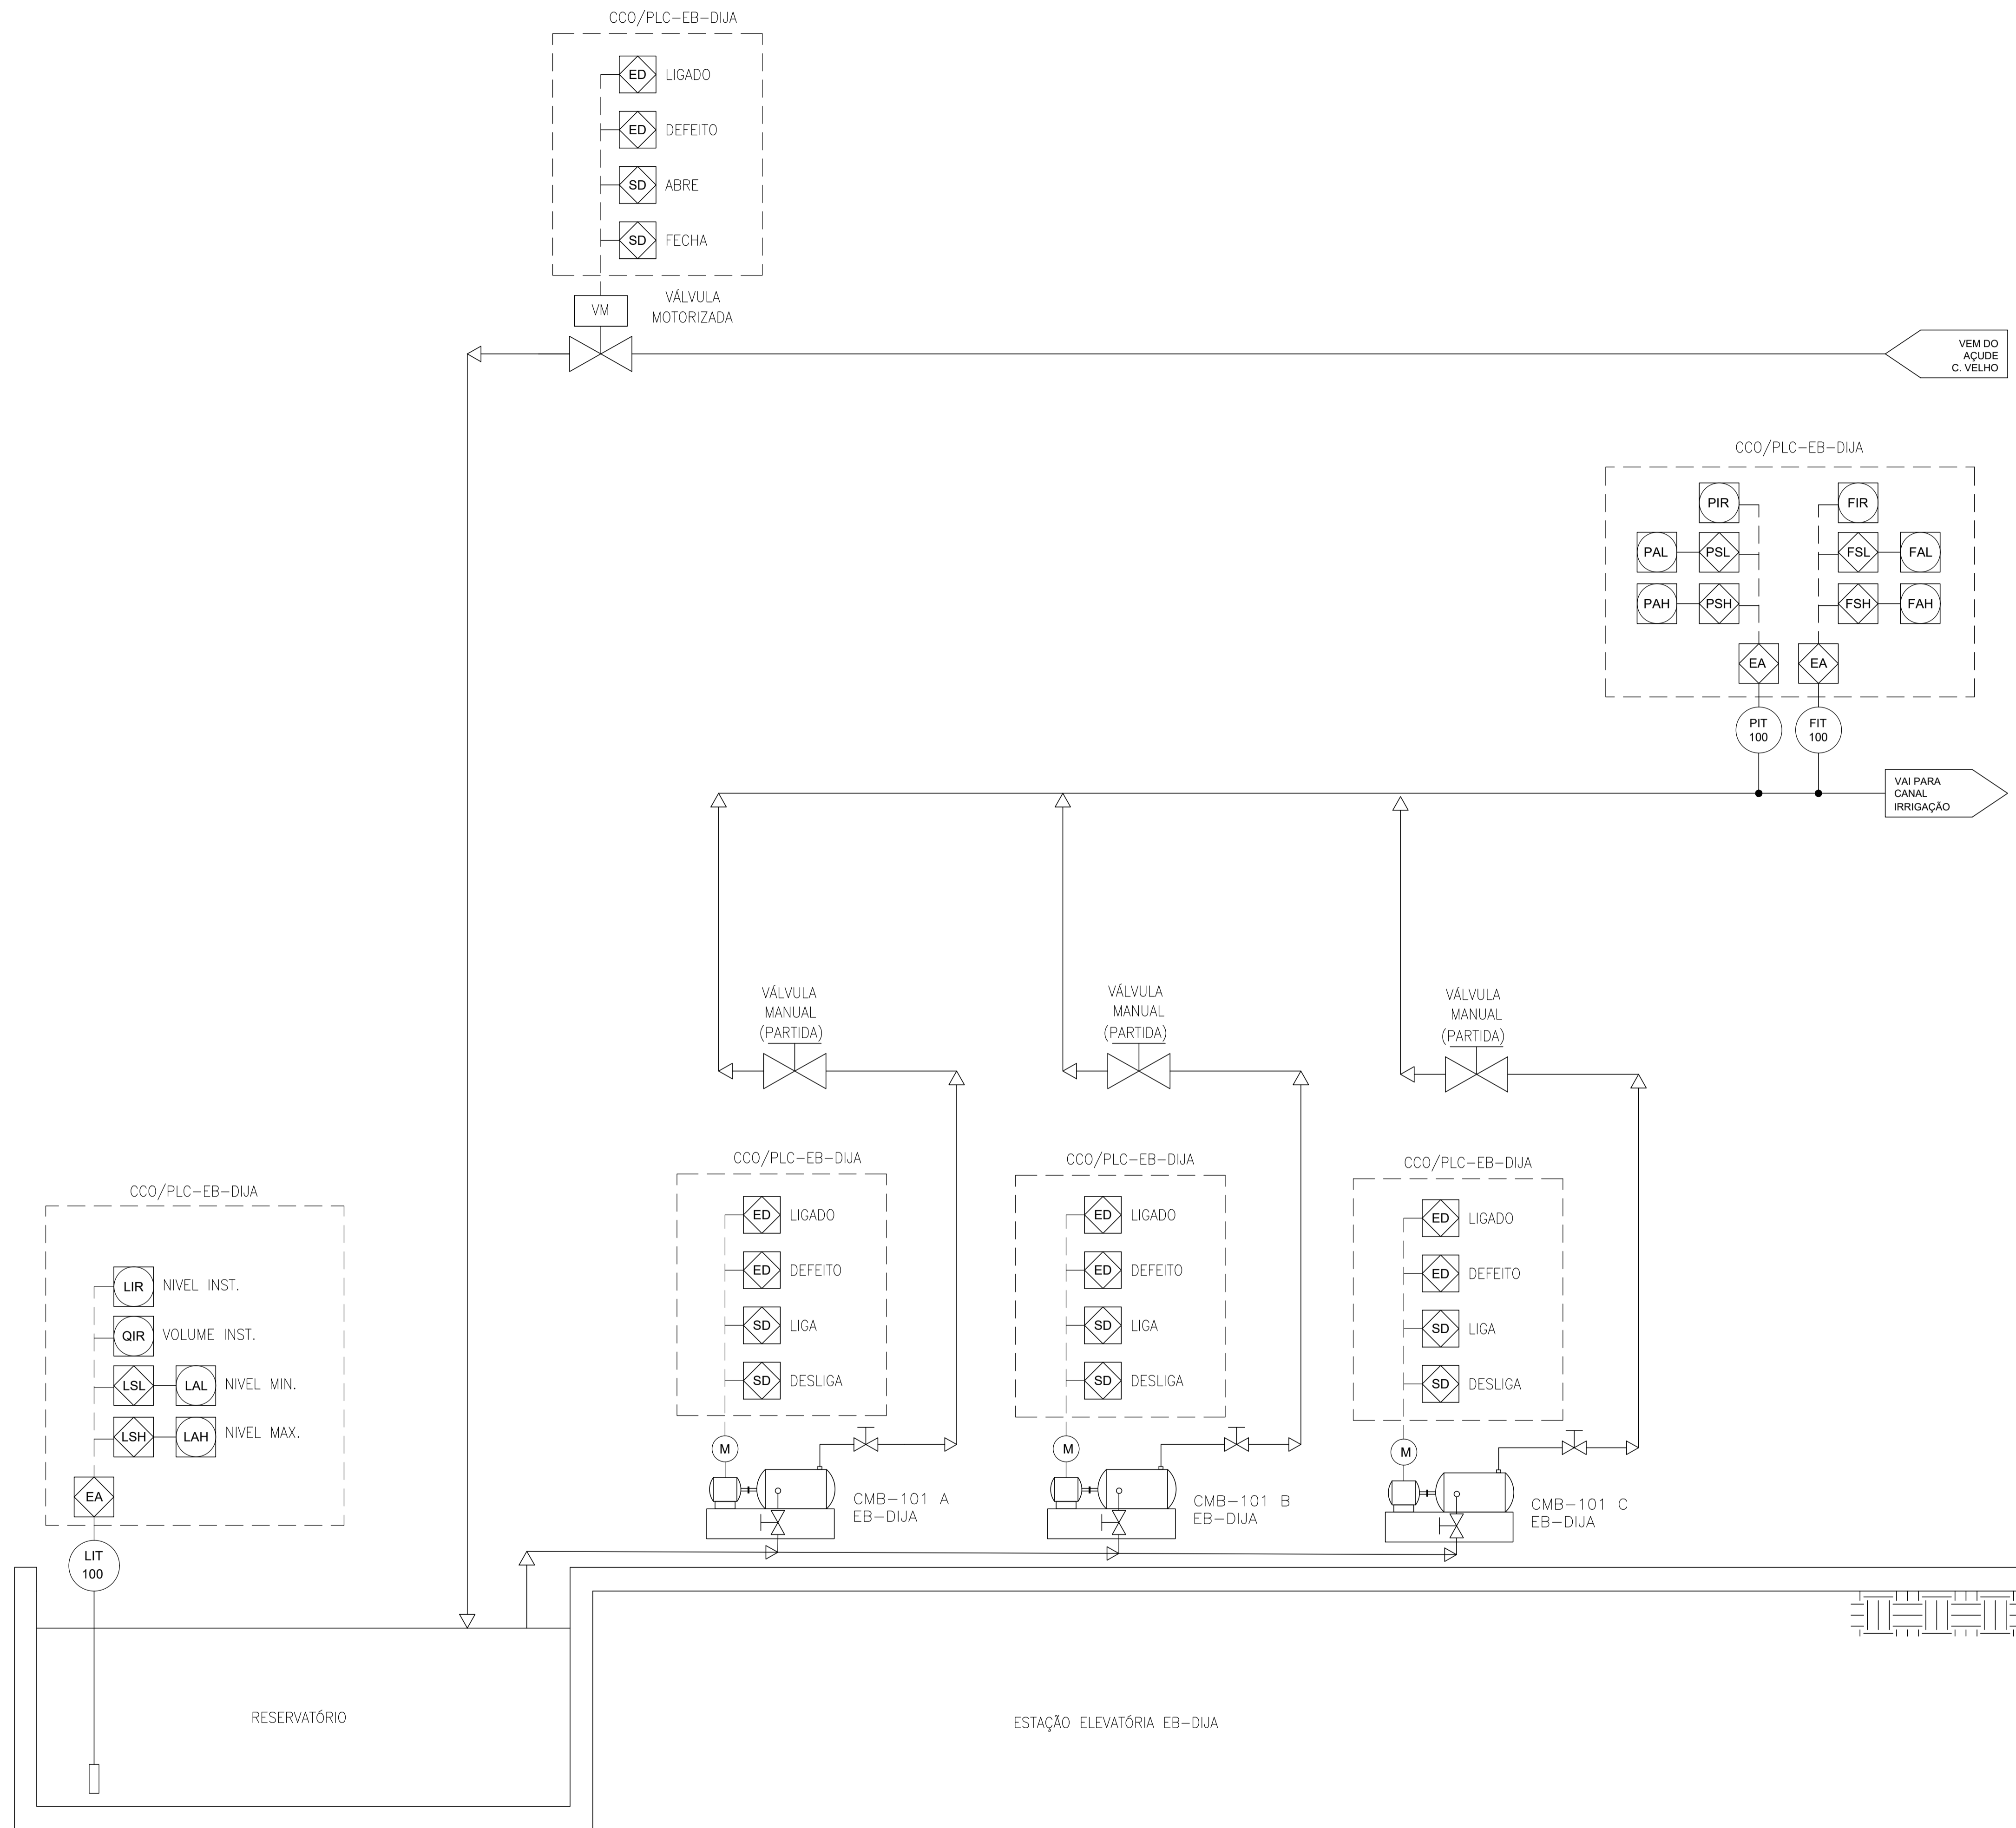 CCO/PLC-EB-DIJA
ED LIGADO
ED DEFEITO
SD ABRE
SD FECHA
VM
VÁLVULA
MOTORIZADA
VEM DO
AÇUDE
C. VELHO
CCO/PLC-EB-DIJA
PIR FIR
PAL PSL FSL FAL
PAH PSH FSH FAH
EA EA
PIT
100
FIT
100
VAI PARA
CANAL
IRRIGAÇÃO
VÁLVULA
MANUAL
(PARTIDA)
VÁLVULA
MANUAL
(PARTIDA)
VÁLVULA
MANUAL
(PARTIDA)
CCO/PLC-EB-DIJA
LIR NIVEL INST.
QIR VOLUME INST.
LSL LAL NIVEL MIN.
LSH LAH NIVEL MAX.
EA
LIT
100
CCO/PLC-EB-DIJA
ED LIGADO
ED DEFEITO
SD LIGA
SD DESLIGA
M
CMB-101 A
EB-DIJA
CCO/PLC-EB-DIJA
ED LIGADO
ED DEFEITO
SD LIGA
SD DESLIGA
M
CMB-101 B
EB-DIJA
CCO/PLC-EB-DIJA
ED LIGADO
ED DEFEITO
SD LIGA
SD DESLIGA
M
CMB-101 C
EB-DIJA
RESERVATÓRIO
ESTAÇÃO ELEVATÓRIA EB-DIJA